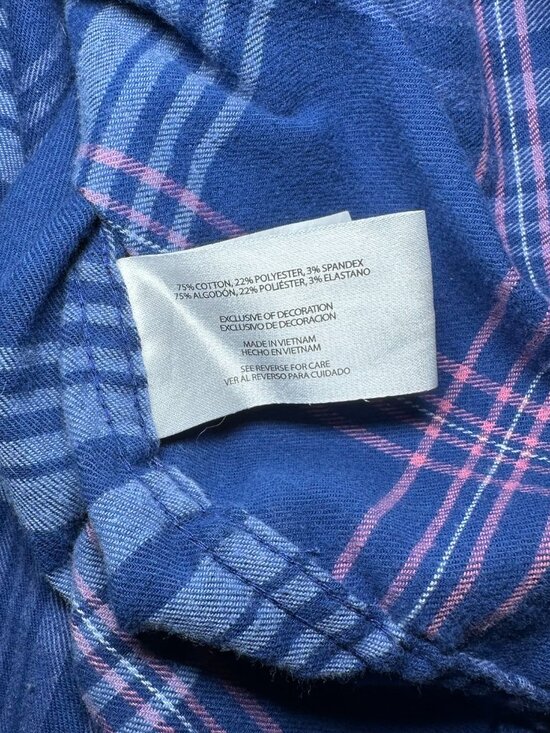 75% COTTON, 22% POLYESTER, 3% SPANDEX
75% ALGODÓN, 22% POLIÉSTER, 3% ELASTANO
EXCLUSIVE OF DECORATION
EXCLUSIVO DE DECORACION
MADE IN VIETNAM
HECHO EN VIETNAM
SEE REVERSE FOR CARE
VER AL REVERSO PARA CUIDADO